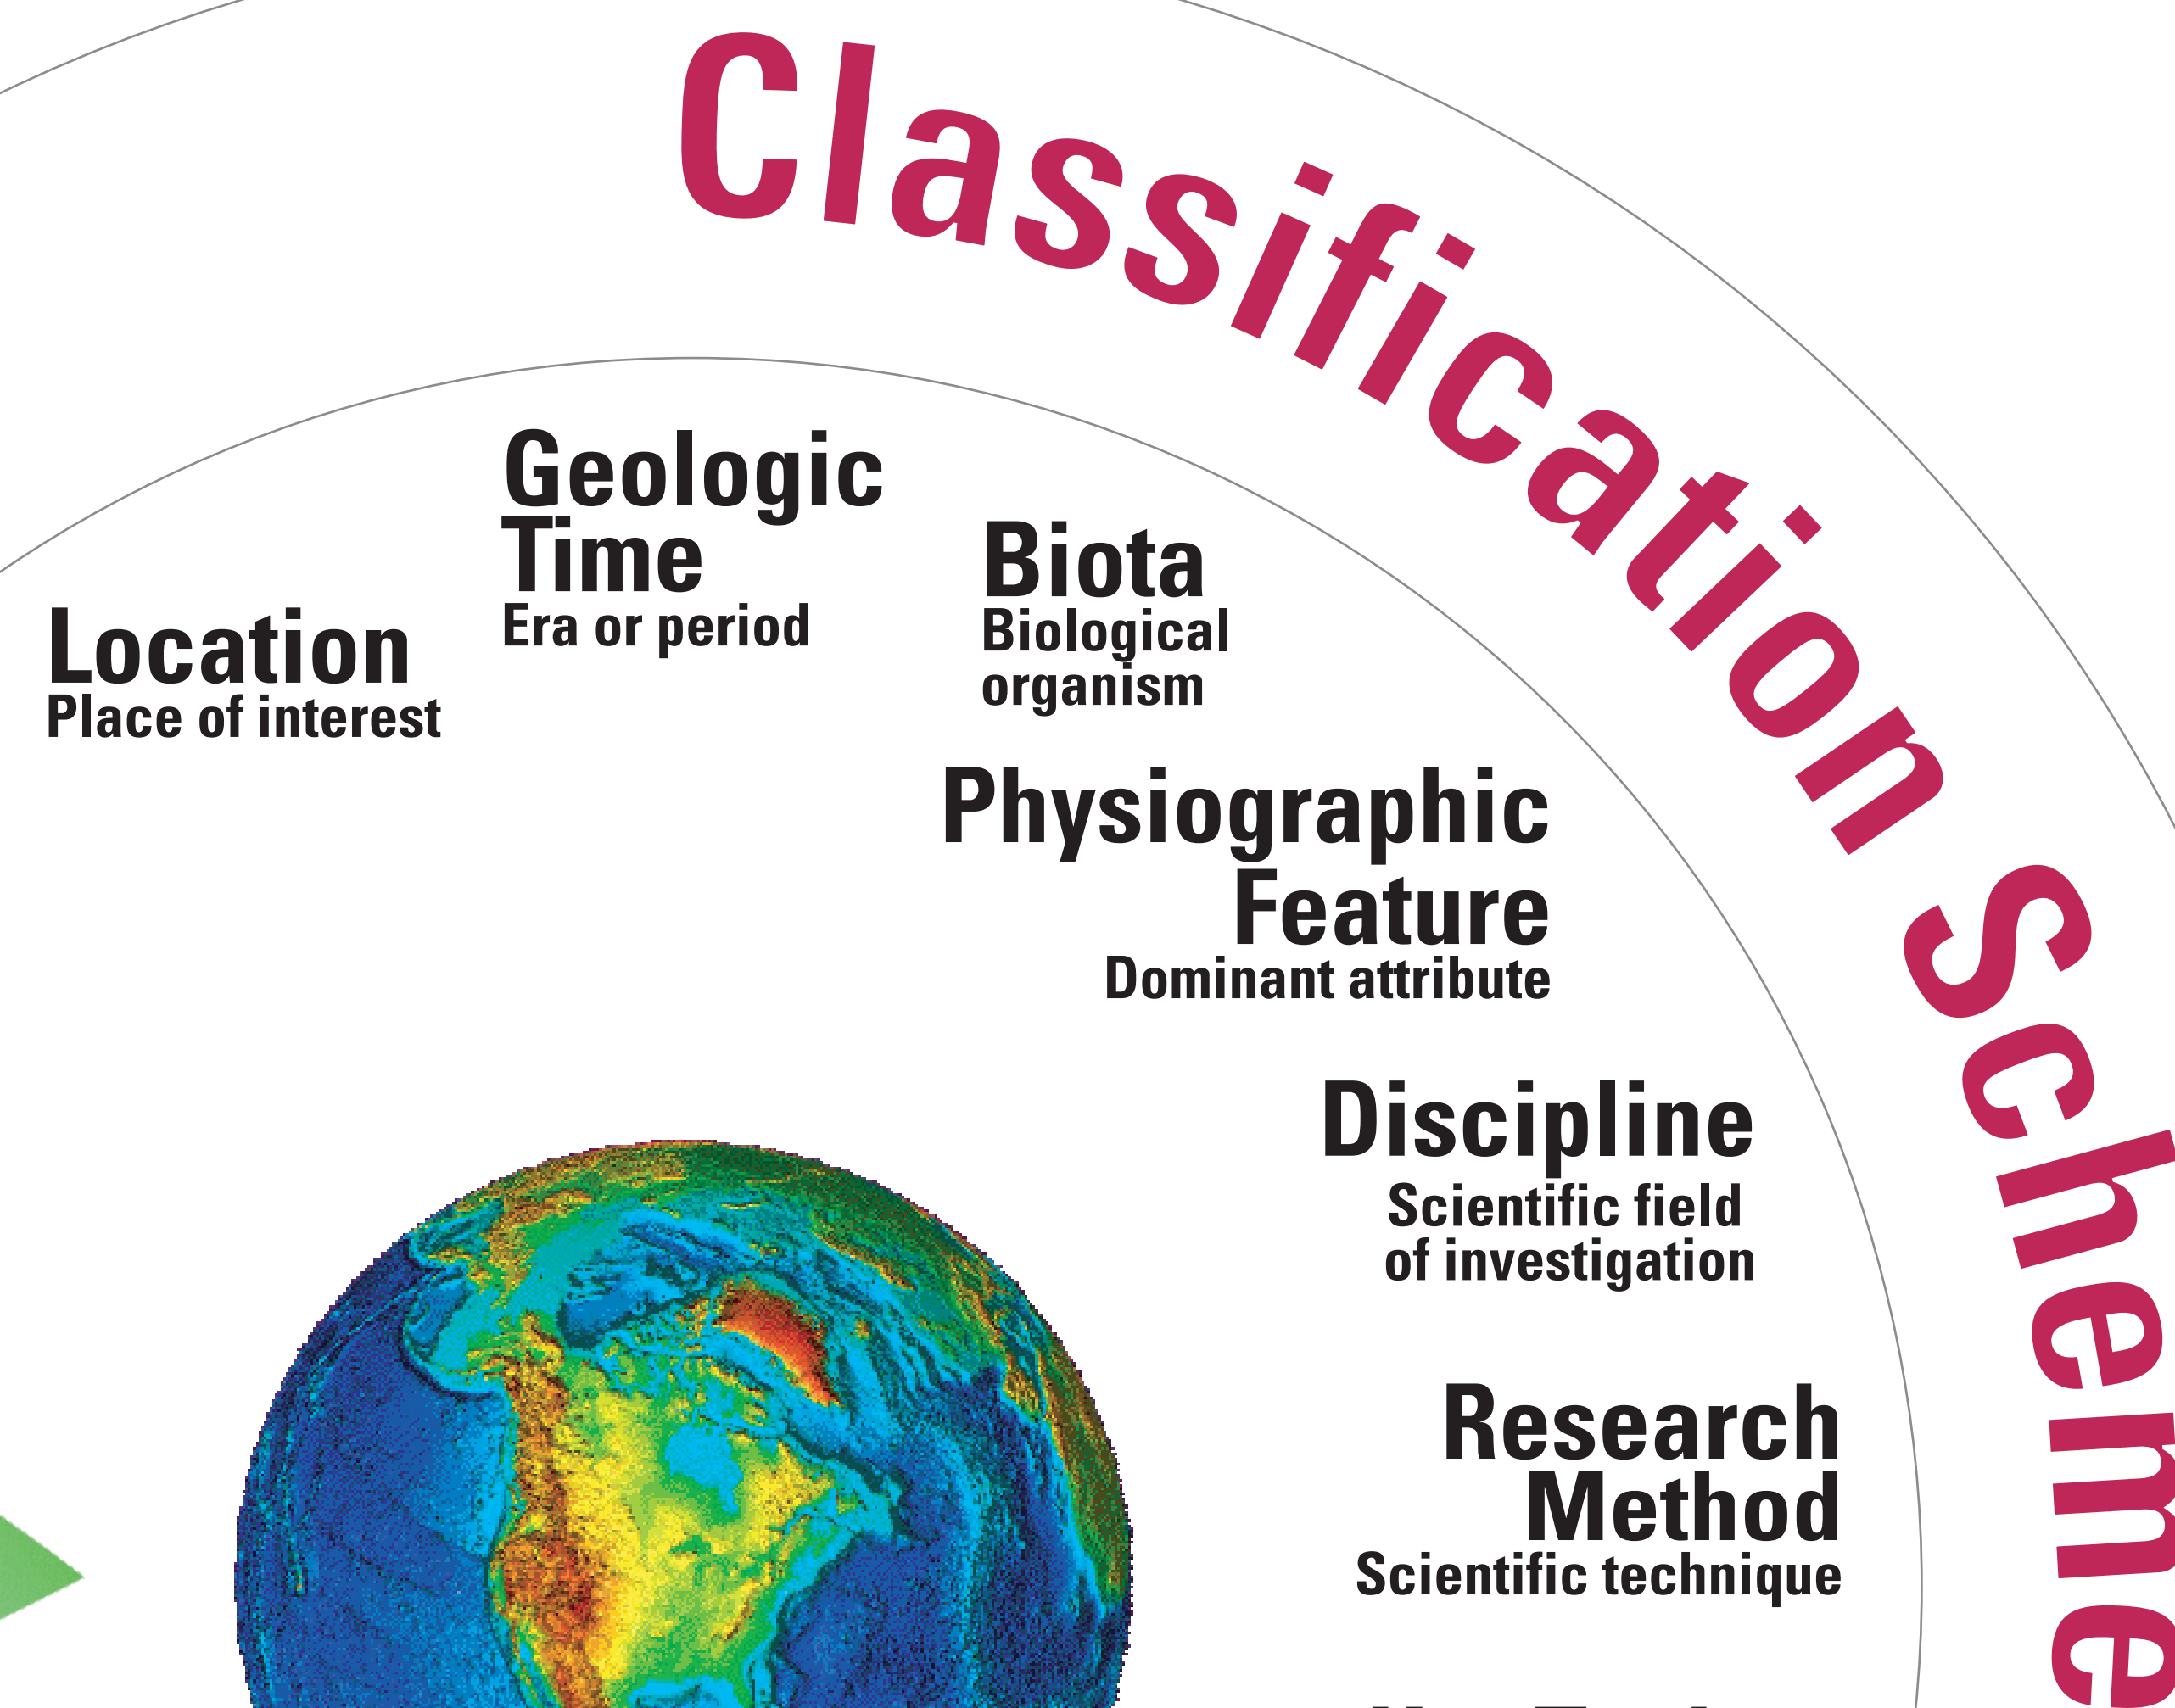 Classification Scheme
Geologic
Time
Era or period
Biota
Biological
organism
Location
Place of interest
Physiographic
Feature
Dominant attribute
Discipline
Scientific field
of investigation
Research
Method
Scientific technique